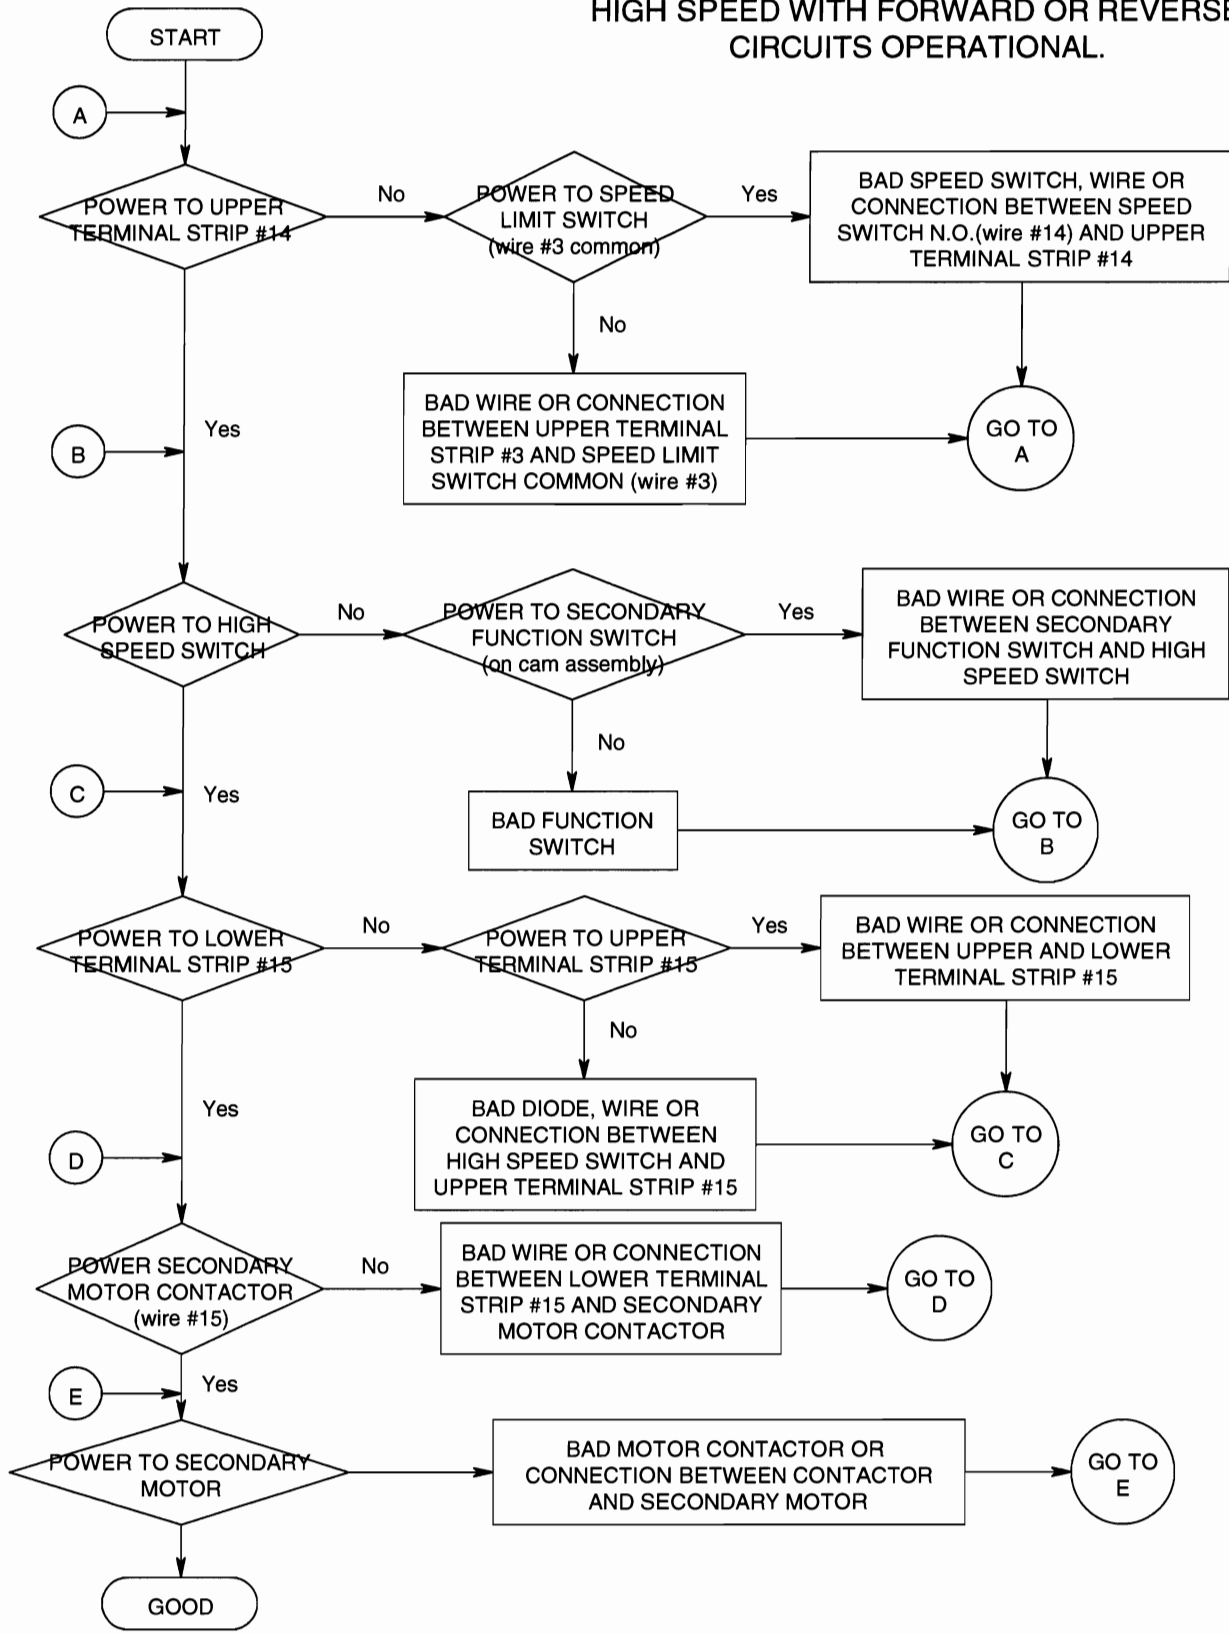 HIGH SPEED WITH FORWARD OR REVERSE
CIRCUITS OPERATIONAL.
START
A
POWER TO UPPER
TERMINAL STRIP #14
No
POWER TO SPEED
LIMIT SWITCH
(wire #3 common)
Yes
BAD SPEED SWITCH, WIRE OR
CONNECTION BETWEEN SPEED
SWITCH N.O.(wire #14) AND UPPER
TERMINAL STRIP #14
No
BAD WIRE OR CONNECTION
BETWEEN UPPER TERMINAL
STRIP #3 AND SPEED LIMIT
SWITCH COMMON (wire #3)
GO TO
A
Yes
B
POWER TO HIGH
SPEED SWITCH
No
POWER TO SECONDARY
FUNCTION SWITCH
(on cam assembly)
Yes
BAD WIRE OR CONNECTION
BETWEEN SECONDARY
FUNCTION SWITCH AND HIGH
SPEED SWITCH
No
BAD FUNCTION
SWITCH
GO TO
B
C
Yes
POWER TO LOWER
TERMINAL STRIP #15
No
POWER TO UPPER
TERMINAL STRIP #15
Yes
BAD WIRE OR CONNECTION
BETWEEN UPPER AND LOWER
TERMINAL STRIP #15
No
BAD DIODE, WIRE OR
CONNECTION BETWEEN
HIGH SPEED SWITCH AND
UPPER TERMINAL STRIP #15
GO TO
C
Yes
D
POWER SECONDARY
MOTOR CONTACTOR
(wire #15)
No
BAD WIRE OR CONNECTION
BETWEEN LOWER TERMINAL
STRIP #15 AND SECONDARY
MOTOR CONTACTOR
GO TO
D
Yes
E
POWER TO SECONDARY
MOTOR
BAD MOTOR CONTACTOR OR
CONNECTION BETWEEN CONTACTOR
AND SECONDARY MOTOR
GO TO
E
GOOD